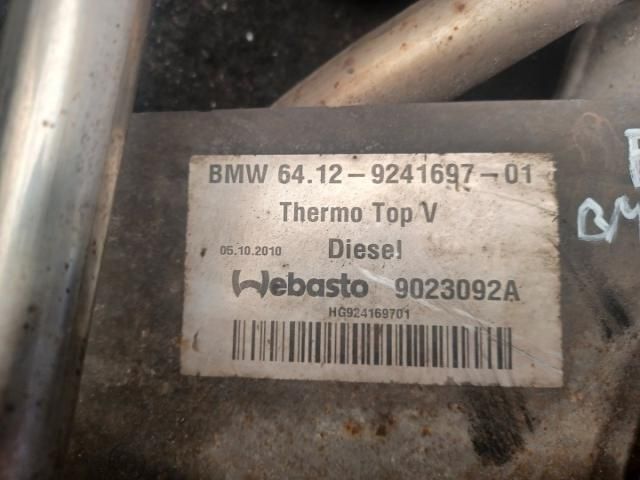 BMW 64.12-9241697-01
Thermo Top V
05.10.2010 Diesel
Webasto 9023092A
HG924169701